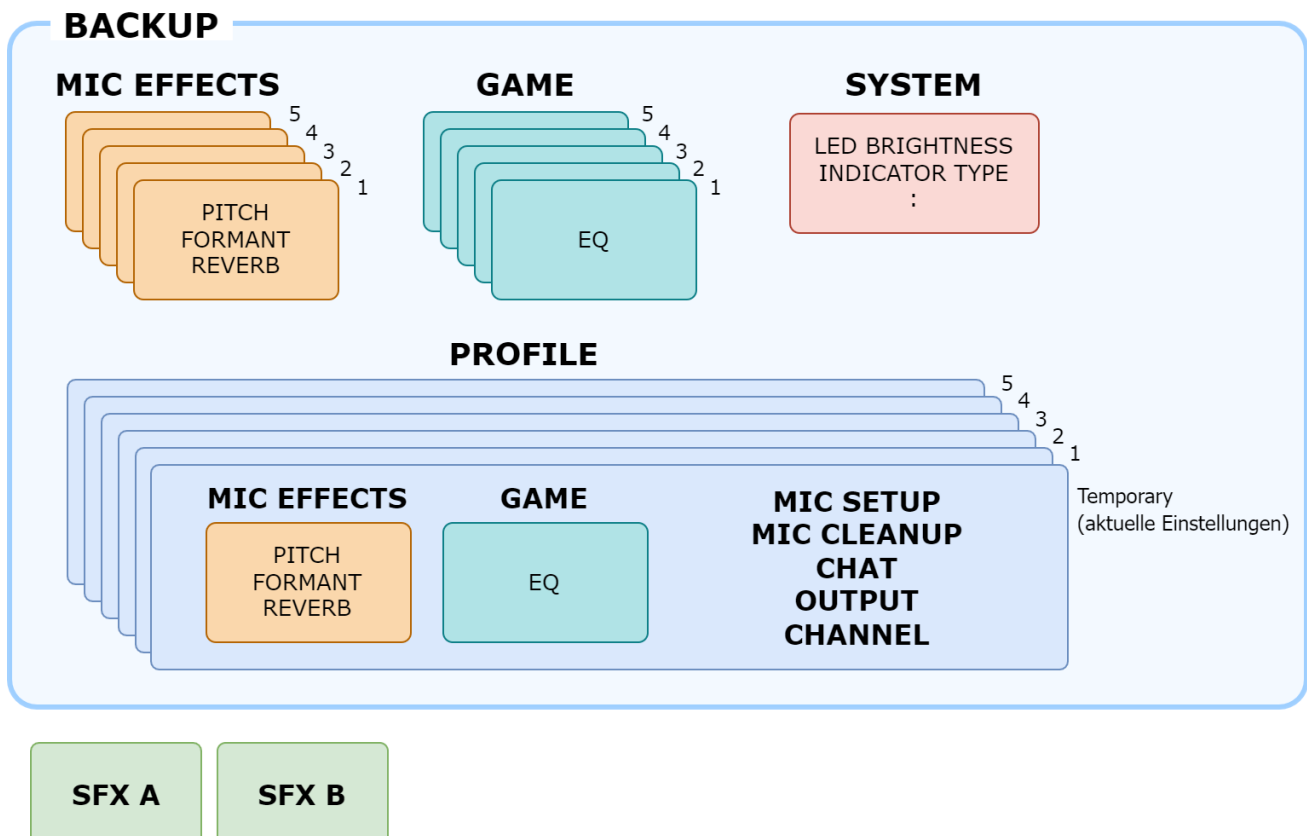 BACKUP
MIC EFFECTS
5
4
3
2
1
PITCH
FORMANT
REVERB
GAME
5
4
3
2
1
EQ
SYSTEM
LED BRIGHTNESS
INDICATOR TYPE
:
PROFILE
5
4
3
2
1
Temporary
(aktuelle Einstellungen)
MIC EFFECTS
PITCH
FORMANT
REVERB
GAME
EQ
MIC SETUP
MIC CLEANUP
CHAT
OUTPUT
CHANNEL
SFX A
SFX B